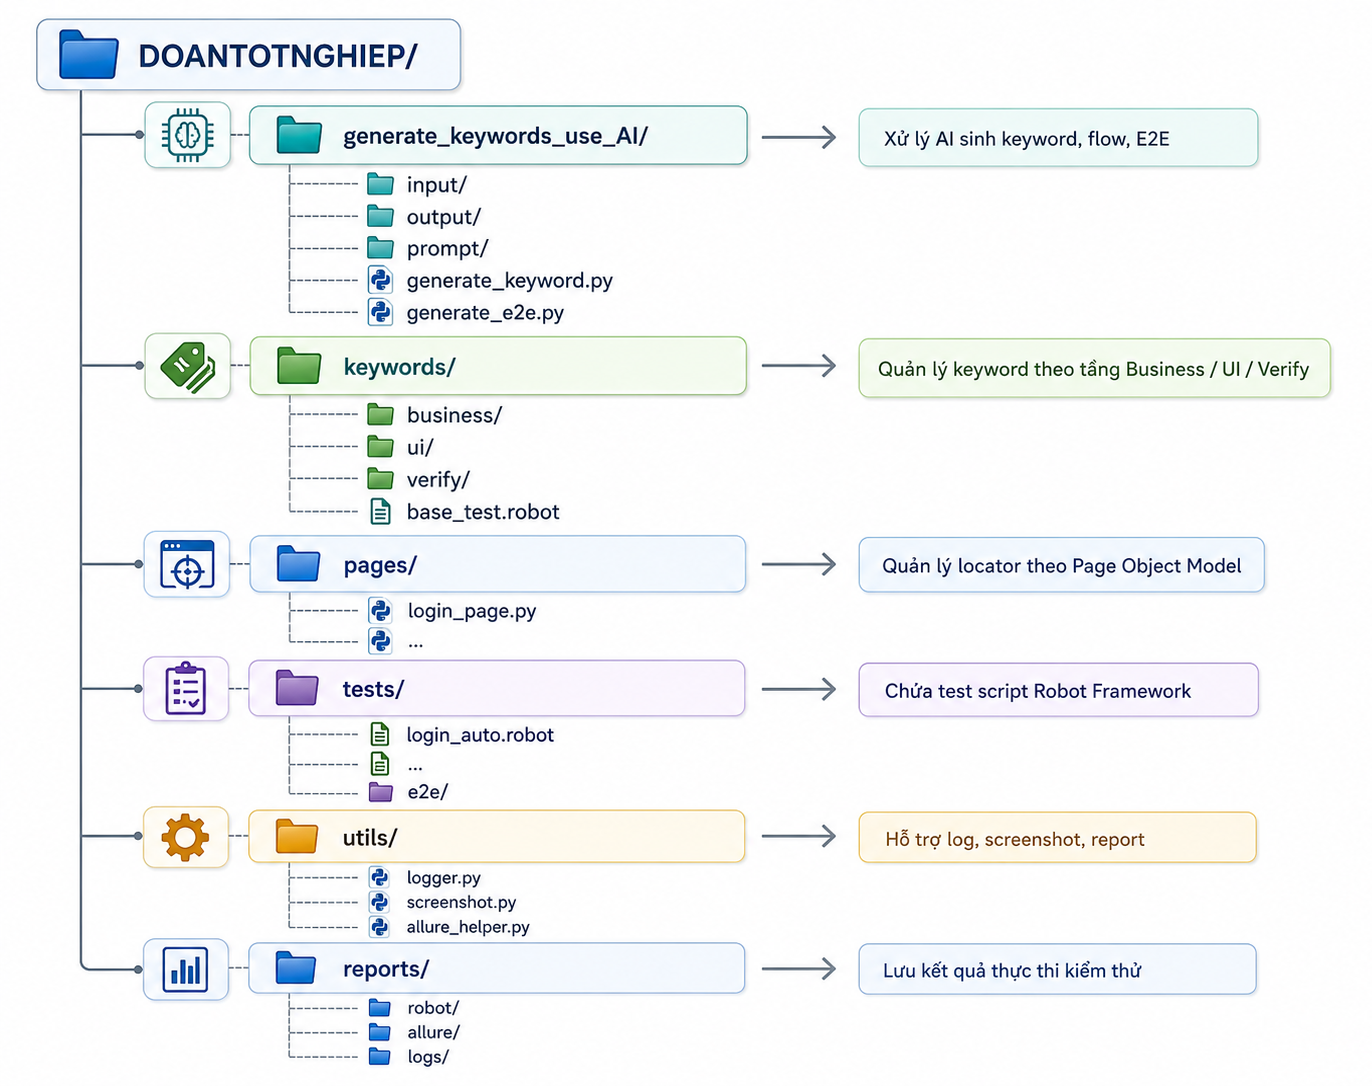 DOANTOTNGHIEP/
generate_keywords_use_AI/
Xử lý AI sinh keyword, flow, E2E
input/
output/
prompt/
generate_keyword.py
generate_e2e.py
keywords/
Quản lý keyword theo tầng Business / UI / Verify
business/
ui/
verify/
base_test.robot
pages/
Quản lý locator theo Page Object Model
login_page.py
...
tests/
Chứa test script Robot Framework
login_auto.robot
...
e2e/
utils/
Hỗ trợ log, screenshot, report
logger.py
screenshot.py
allure_helper.py
reports/
Lưu kết quả thực thi kiểm thử
robot/
allure/
logs/